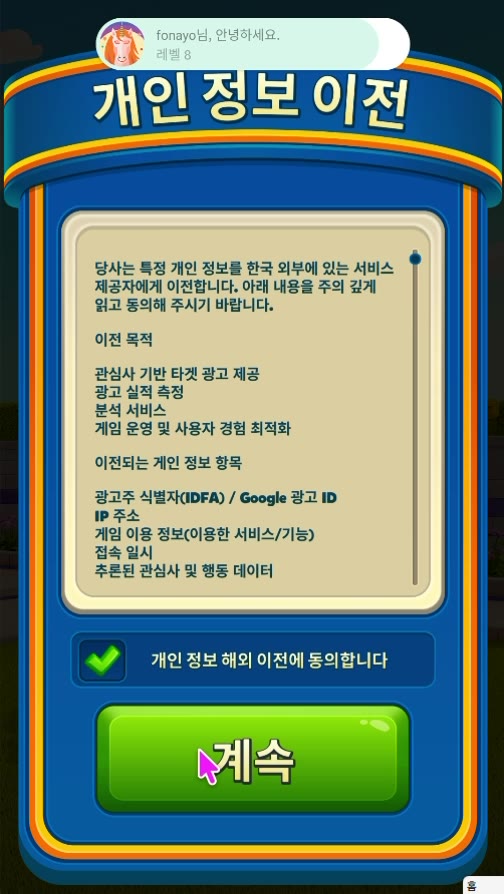 fonayo님, 안녕하세요.
레벨 8
개인 정보 이전
당사는 특정 개인 정보를 한국 외부에 있는 서비스
제공자에게 이전합니다. 아래 내용을 주의 깊게
읽고 동의해 주시기 바랍니다.
이전 목적
관심사 기반 타겟 광고 제공
광고 실적 측정
분석 서비스
게임 운영 및 사용자 경험 최적화
이전되는 게인 정보 항목
광고주 식별자(IDFA) / Google 광고 ID
IP 주소
게임 이용 정보(이용한 서비스/기능)
접속 일시
추론된 관심사 및 행동 데이터
개인 정보 해외 이전에 동의합니다
계속
홈